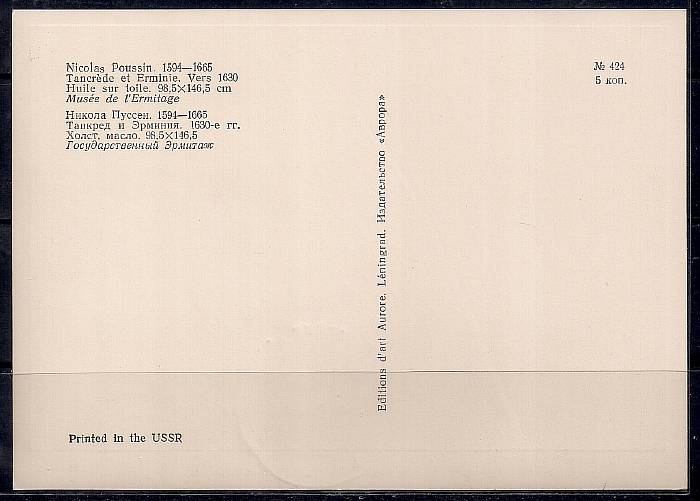 Nicolas Poussin. 1594—1665
Tancrède et Erminie. Vers 1630
Huile sur toile. 98,5×146,5 cm
Musée de l'Ermitage
Никола Пуссен. 1594—1665
Танкред и Эрминия. 1630-е гг.
Холст, масло. 98,5×146,5
Государственный Эрмитаж
№ 424
5 коп.
Editions d'art Aurore. Léningrad. Издательство «Аврора»
Printed in the USSR